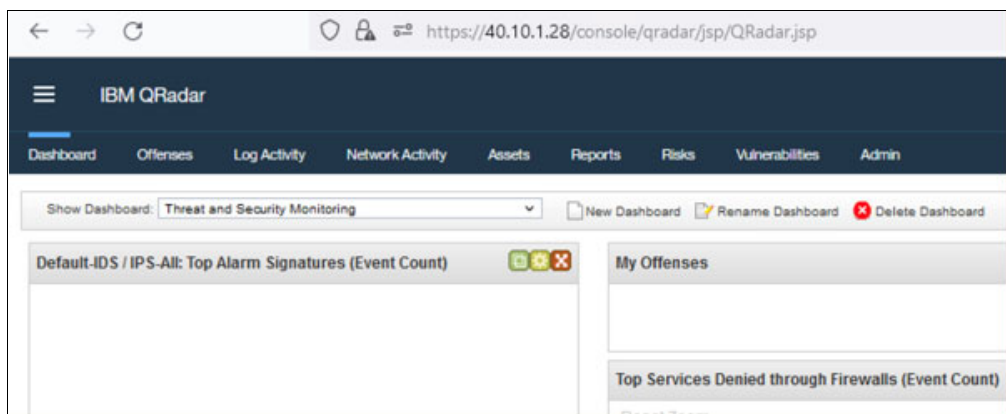 https://40.10.1.28/console/qradar/jsp/QRadar.jsp
IBM QRadar
Dashboard Offenses Log Activity Network Activity Assets Reports Risks Vulnerabilities Admin
Show Dashboard: Threat and Security Monitoring New Dashboard Rename Dashboard Delete Dashboard
Default-IDS / IPS-All: Top Alarm Signatures (Event Count)
My Offenses
Top Services Denied through Firewalls (Event Count)